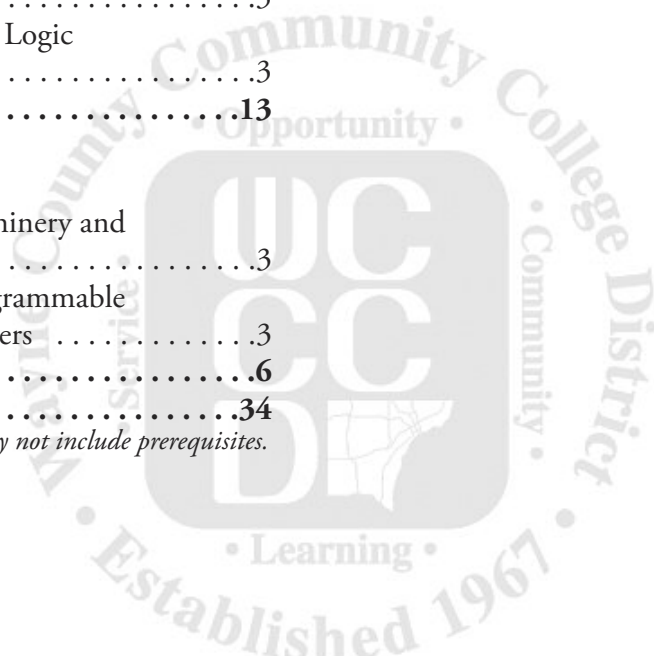 . . . . . . . . . . . . . . . . .3
Logic
. . . . . . . . . . . . . . . .3
. . . . . . . . . . . . . . .13
hinery and
. . . . . . . . . . . . . . . .3
grammable
ers . . . . . . . . . . . . .3
. . . . . . . . . . . . . . . .6
. . . . . . . . . . . . . . .34
y not include prerequisites.
Wayne County Community College District
• Opportunity •
• Service •
• Community •
WC
CC
D
• Learning •
• Established 1967 •